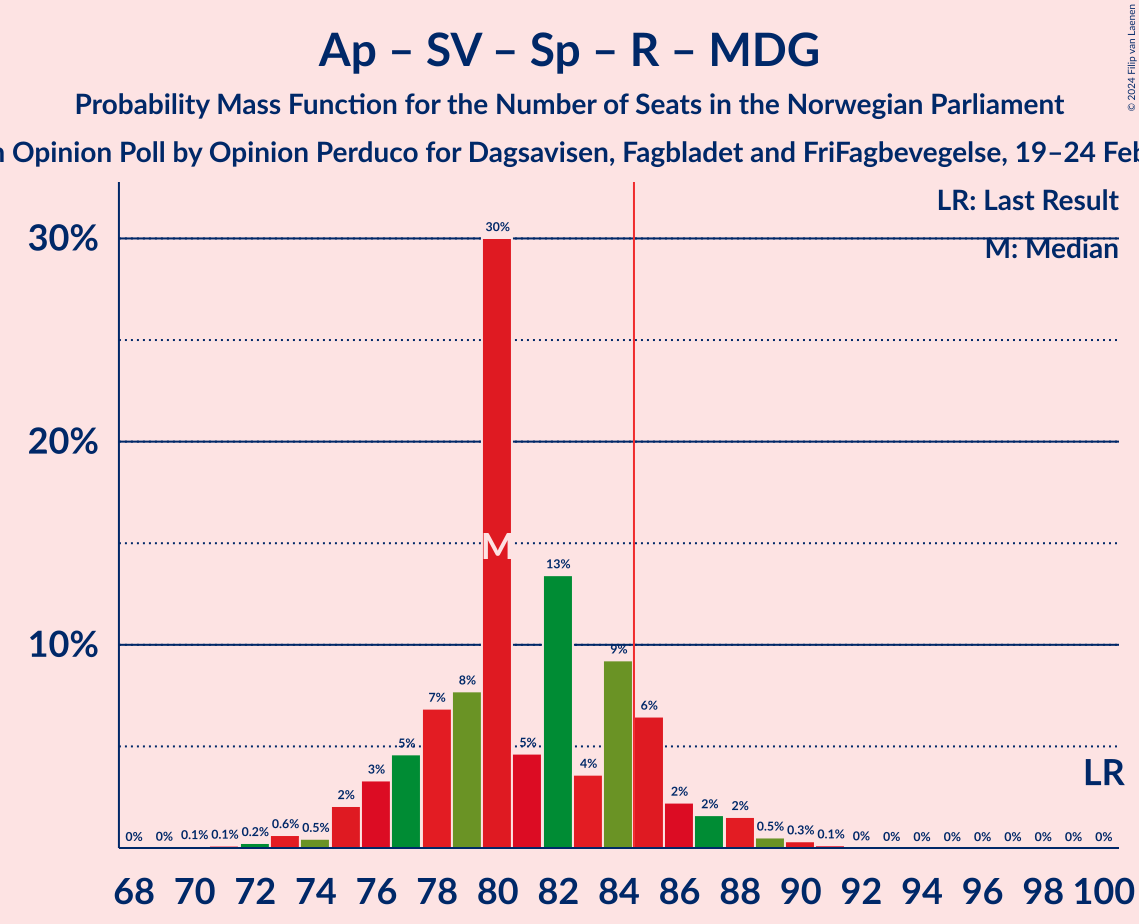 © 2024 Filip van Laenen
Ap – SV – Sp – R – MDG
Probability Mass Function for the Number of Seats in the Norwegian Parliament
n Opinion Poll by Opinion Perduco for Dagsavisen, Fagbladet and FriFagbevegelse, 19–24 Feb
LR: Last Result
M: Median
30%
20%
10%
0% 0% 0.1% 0.1% 0.2% 0.6% 0.5% 2% 3% 5% 7% 8% 30% 5% 13% 4% 9% 6% 2% 2% 2% 0.5% 0.3% 0.1% 0% 0% 0% 0% 0% 0% 0% 0% 0%
M
LR
68 70 72 74 76 78 80 82 84 86 88 90 92 94 96 98 100